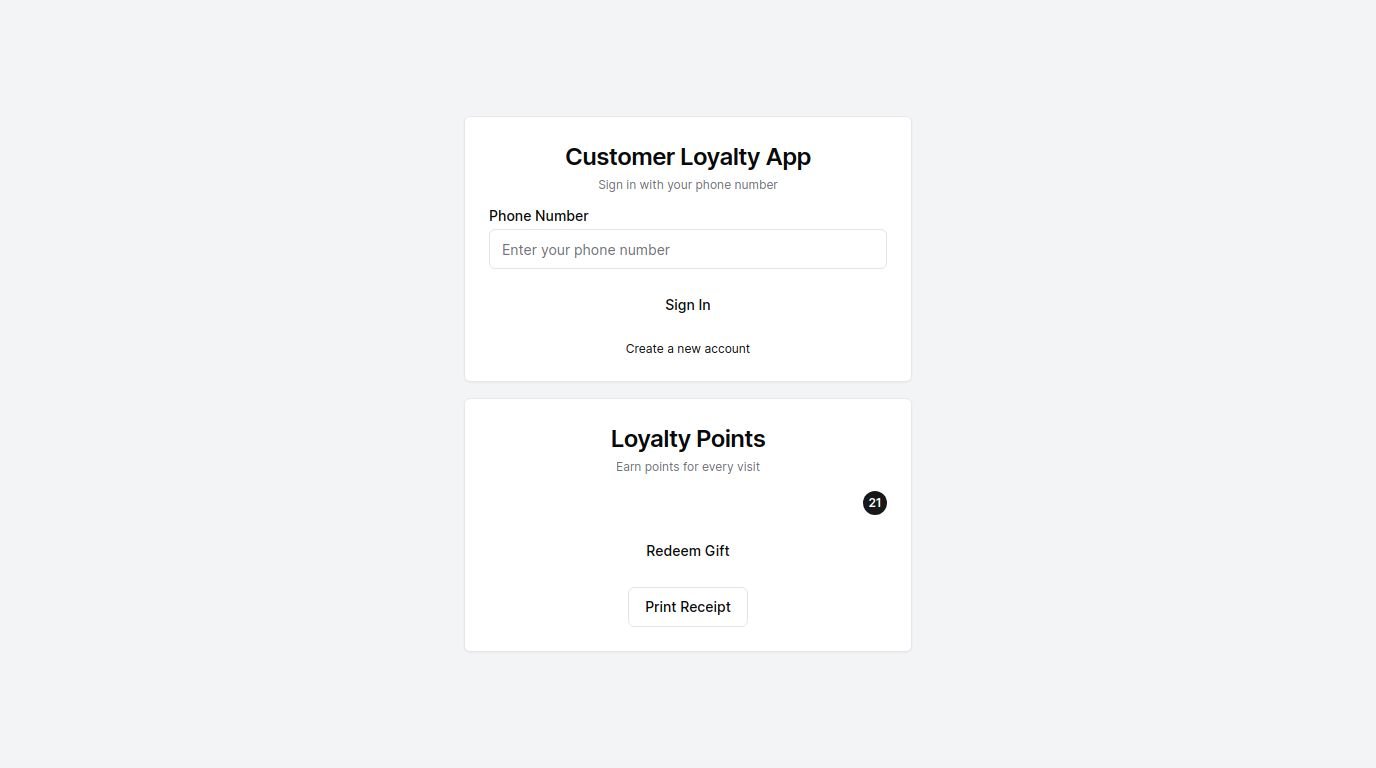 Customer Loyalty App
Sign in with your phone number
Phone Number
Enter your phone number
Sign In
Create a new account
Loyalty Points
Earn points for every visit
21
Redeem Gift
Print Receipt